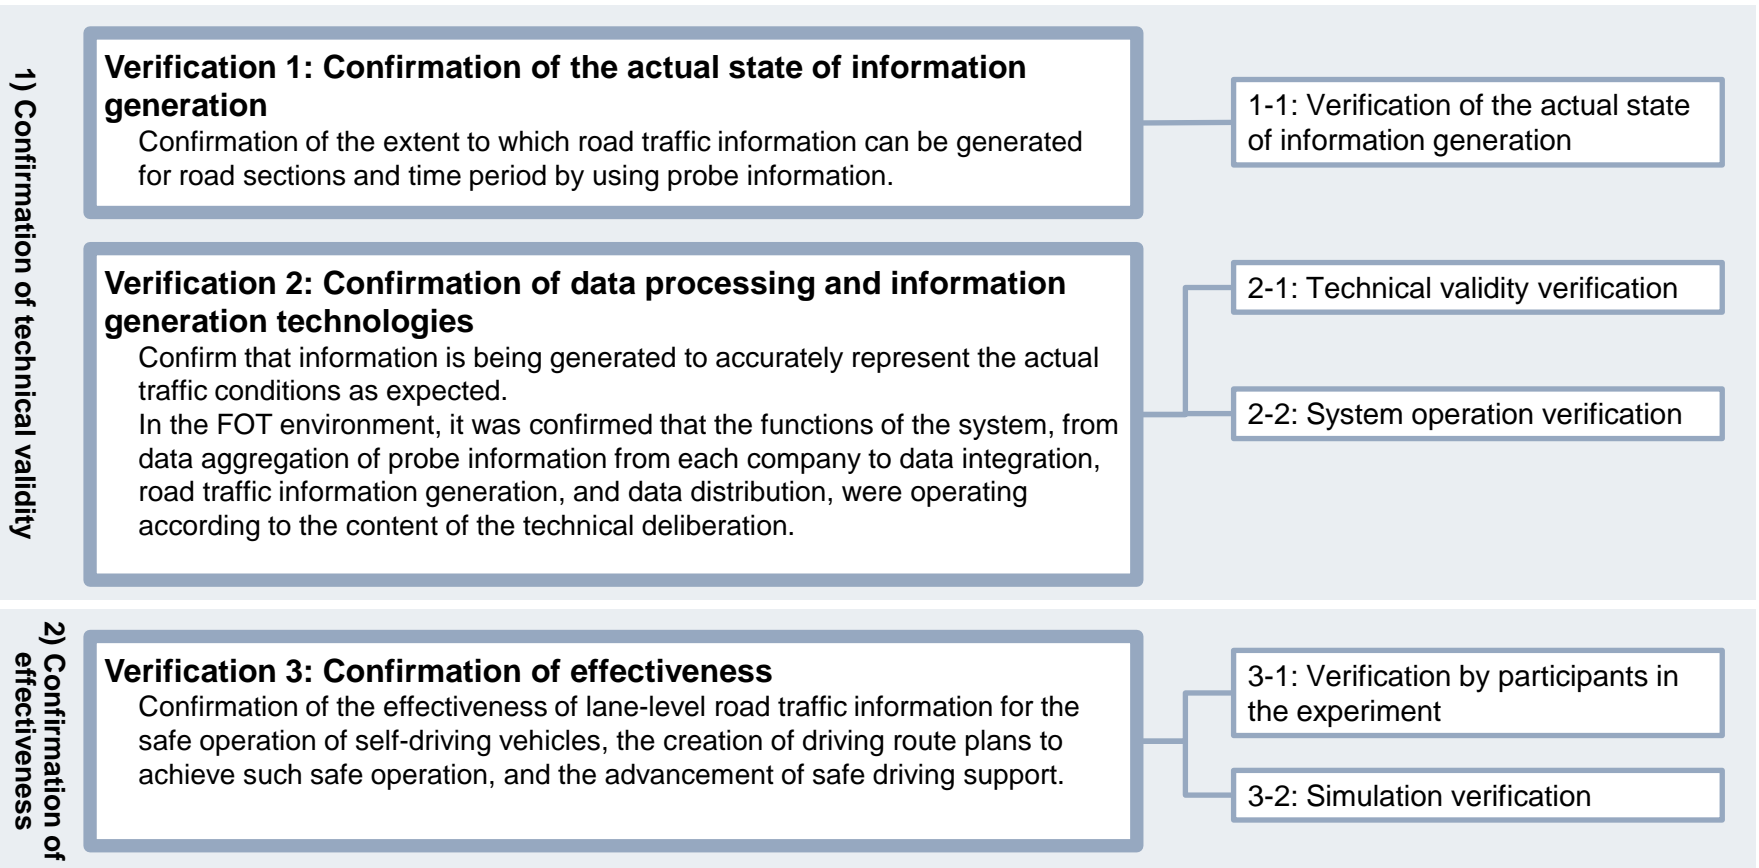 1) Confirmation of technical validity
Verification 1: Confirmation of the actual state of information
generation
Confirmation of the extent to which road traffic information can be generated
for road sections and time period by using probe information.
1-1: Verification of the actual state
of information generation
Verification 2: Confirmation of data processing and information
generation technologies
Confirm that information is being generated to accurately represent the actual
traffic conditions as expected.
In the FOT environment, it was confirmed that the functions of the system, from
data aggregation of probe information from each company to data integration,
road traffic information generation, and data distribution, were operating
according to the content of the technical deliberation.
2-1: Technical validity verification
2-2: System operation verification
2) Confirmation of
effectiveness
Verification 3: Confirmation of effectiveness
Confirmation of the effectiveness of lane-level road traffic information for the
safe operation of self-driving vehicles, the creation of driving route plans to
achieve such safe operation, and the advancement of safe driving support.
3-1: Verification by participants in
the experiment
3-2: Simulation verification